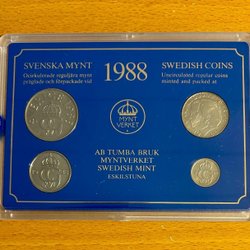 SVENSKA MYNT
Ocirkulerade reguljära mynt
präglade och förpackade vid
1988
SWEDISH COINS
Uncirculated regular coins
minted and packed at
MYNT
VERKET
AB TUMBA BRUK
MYNTVERKET
SWEDISH MINT
ESKILSTUNA